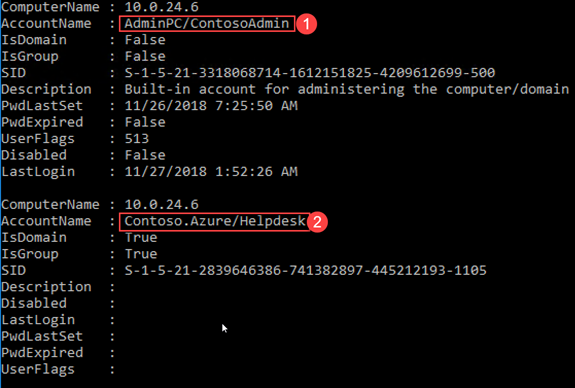 ComputerName : 10.0.24.6
AccountName : AdminPC/ContosoAdmin 1
IsDomain : False
IsGroup : False
SID : S-1-5-21-3318068714-1612151825-4209612699-500
Description : Built-in account for administering the computer/domain
PwdLastSet : 11/26/2018 7:25:50 AM
PwdExpired : False
UserFlags : 513
Disabled : False
LastLogin : 11/27/2018 1:52:26 AM
ComputerName : 10.0.24.6
AccountName : Contoso.Azure/Helpdesk 2
IsDomain : True
IsGroup : True
SID : S-1-5-21-2839646386-741382897-445212193-1105
Description :
Disabled :
LastLogin :
PwdLastSet :
PwdExpired :
UserFlags :